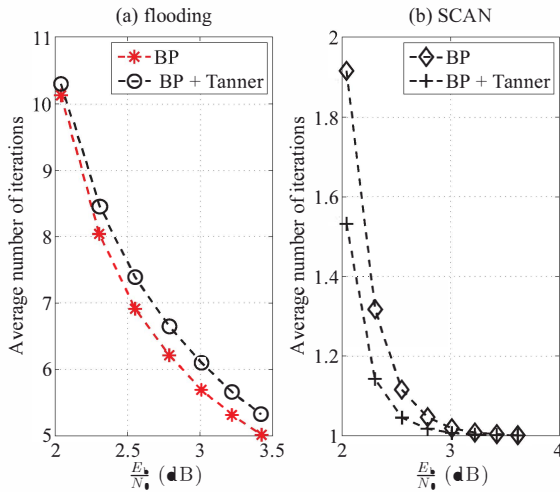 (a) flooding
11
10
9
8
7
6
5
2
2.5
3
3.5
Average number of iterations
BP
BP + Tanner
(dB)
(b) SCAN
2
1.8
1.6
1.4
1.2
1
2
3
4
Average number of iterations
BP
BP + Tanner
(dB)